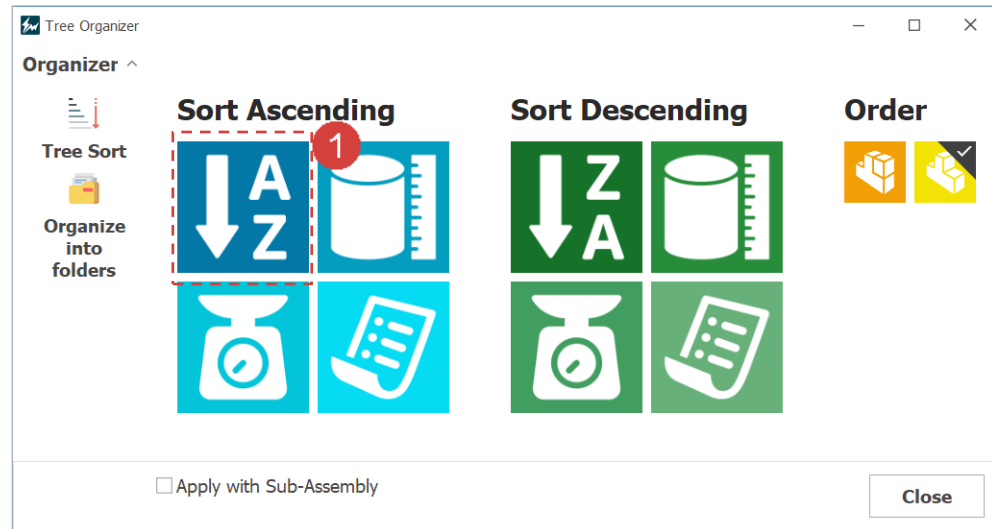 Tree Organizer
Organizer
Tree Sort
Organize
into
folders
Sort Ascending
1
A
Z
Sort Descending
Z
A
Order
Apply with Sub-Assembly
Close